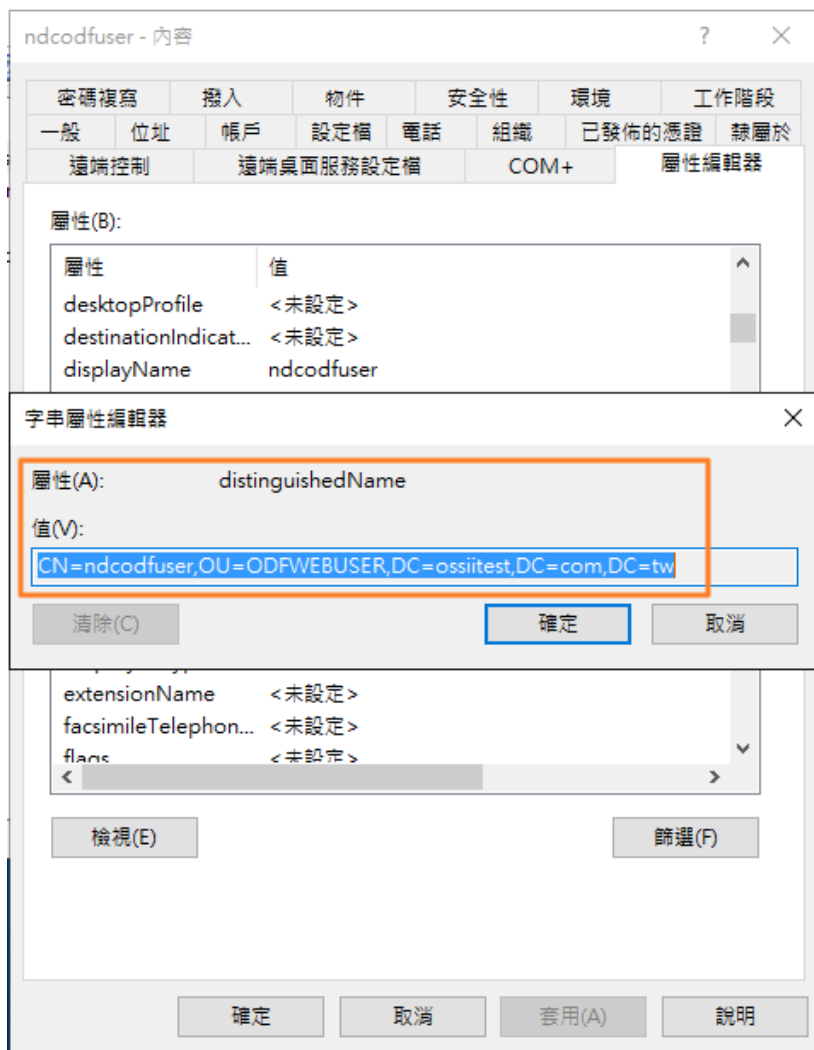 ndcodfuser - 內容
密碼複寫 撥入 物件 安全性 環境 工作階段
一般 位址 帳戶 設定檔 電話 組織 已發佈的憑證 隸屬於
遠端控制 遠端桌面服務設定檔 COM+ 屬性編輯器
屬性(B):
屬性 值
desktopProfile <未設定>
destinationIndicat... <未設定>
displayName ndcodfuser
字串屬性編輯器
屬性(A): distinguishedName
值(V):
CN=ndcodfuser,OU=ODFWEBUSER,DC=ossiitest,DC=com,DC=tw
清除(C) 確定 取消
extensionName <未設定>
facsimileTelephon... <未設定>
flags <未設定>
檢視(E) 篩選(F)
確定 取消 套用(A) 說明